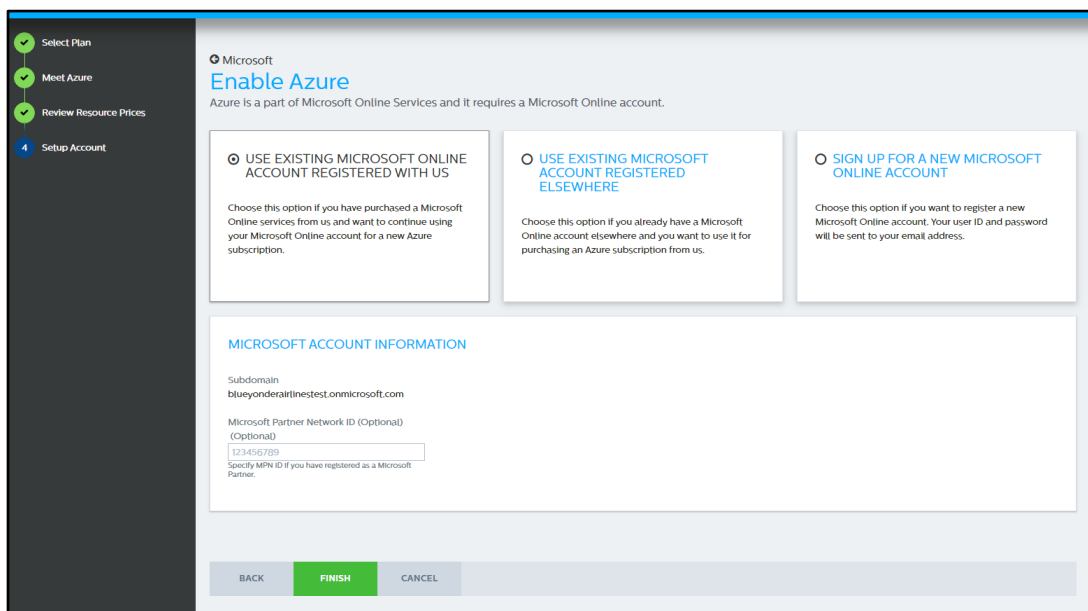 Select Plan
Meet Azure
Review Resource Prices
4 Setup Account
Microsoft
Enable Azure
Azure is a part of Microsoft Online Services and it requires a Microsoft Online account.
USE EXISTING MICROSOFT ONLINE
ACCOUNT REGISTERED WITH US
Choose this option if you have purchased a Microsoft
Online services from us and want to continue using
your Microsoft Online account for a new Azure
subscription.
USE EXISTING MICROSOFT
ACCOUNT REGISTERED
ELSEWHERE
Choose this option if you already have a Microsoft
Online account elsewhere and you want to use it for
purchasing an Azure subscription from us.
SIGN UP FOR A NEW MICROSOFT
ONLINE ACCOUNT
Choose this option if you want to register a new
Microsoft Online account. Your user ID and password
will be sent to your email address.
MICROSOFT ACCOUNT INFORMATION
Subdomain
blueyonderairlinestest.onmicrosoft.com
Microsoft Partner Network ID (Optional)
(Optional)
123456789
Specify MPN ID if you have registered as a Microsoft
Partner.
BACK
FINISH
CANCEL